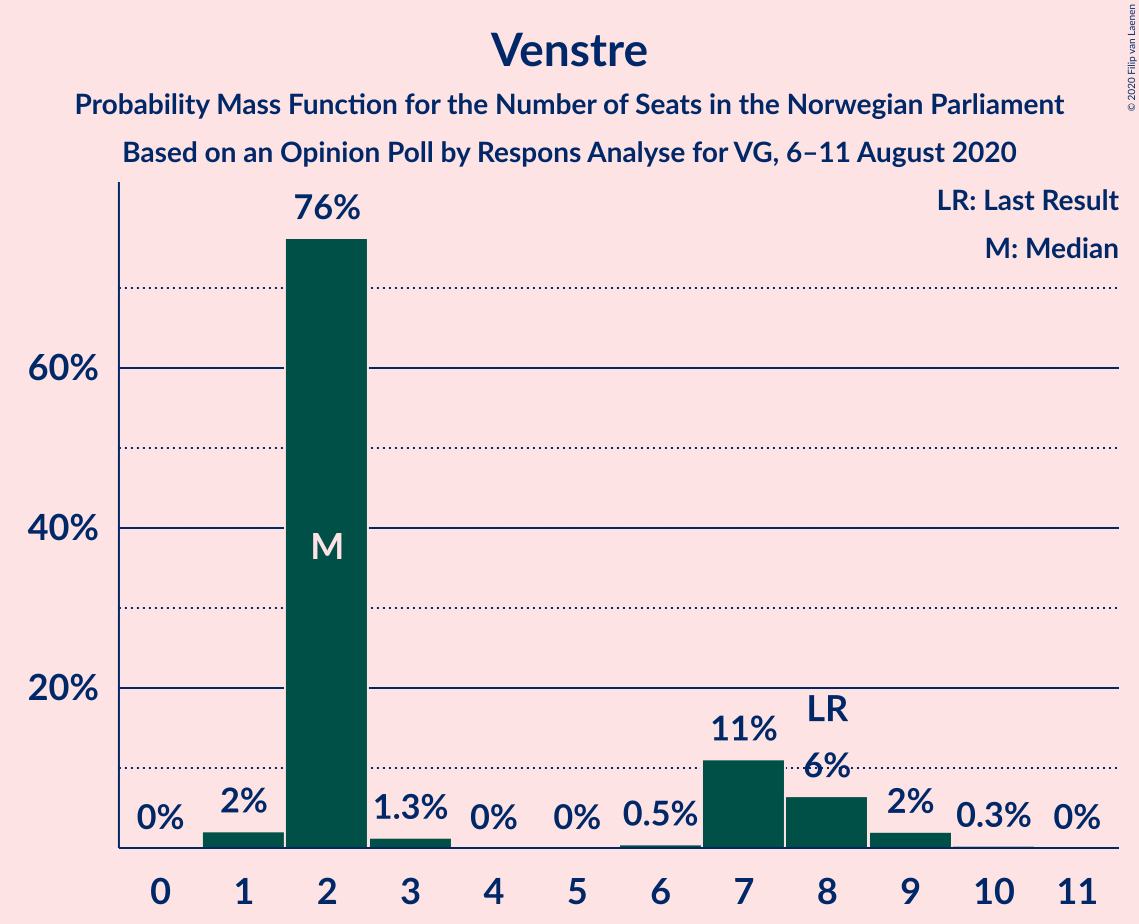 Venstre
Probability Mass Function for the Number of Seats in the Norwegian Parliament
Based on an Opinion Poll by Respons Analyse for VG, 6–11 August 2020
© 2020 Filip van Laenen
LR: Last Result
M: Median
60%
40%
20%
0%
2%
76%
M
1.3%
0%
0%
0.5%
11%
LR
6%
2%
0.3%
0%
0 1 2 3 4 5 6 7 8 9 10 11